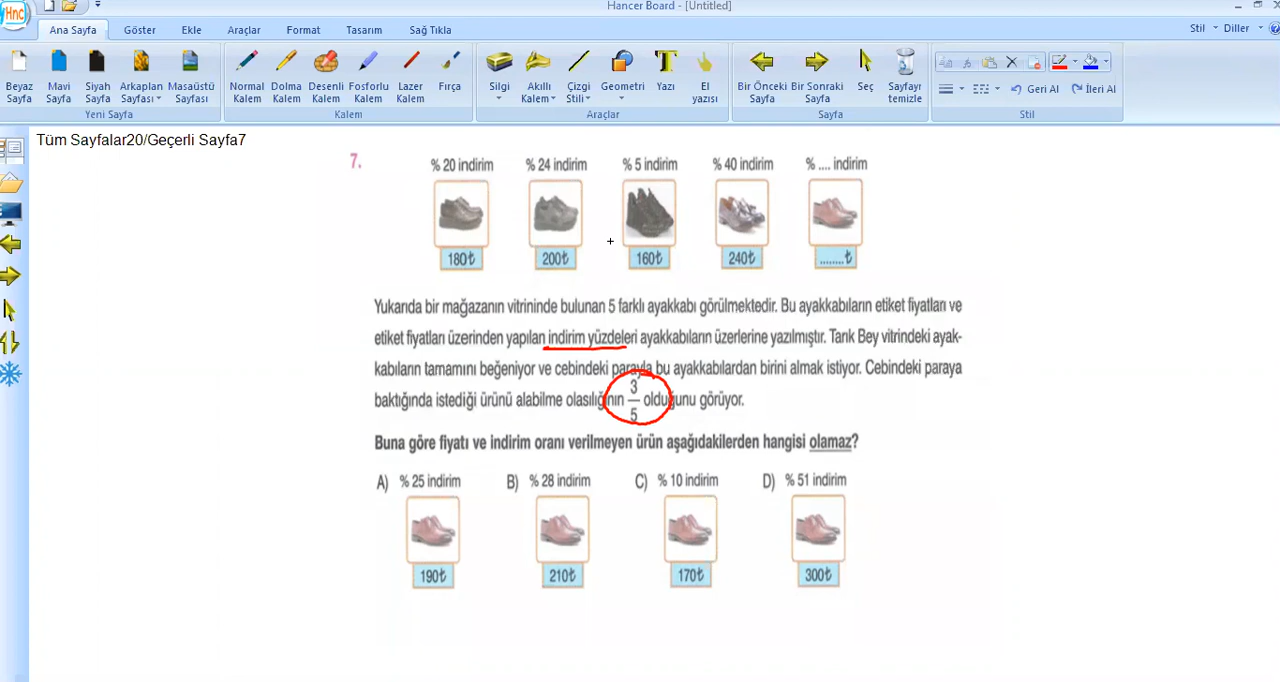 Hancer Board - [Untitled]
Hnc
Ana Sayfa Göster Ekle Araçlar Format Tasarım Sağ Tıkla Stil Diller
Beyaz Sayfa Mavi Sayfa Siyah Sayfa Arkaplan Sayfası Masaüstü Sayfası
Yeni Sayfa
Normal Kalem Dolma Kalem Desenli Kalem Fosforlu Kalem Lazer Kalem Fırça
Kalem
Silgi Akıllı Kalem Çizgi Stili Geometri Yazı El yazısı
Araçlar
Bir Önceki Sayfa Bir Sonraki Sayfa Seç Sayfayı temizle
Sayfa
Geri Al İleri Al
Stil
Tüm Sayfalar20/Geçerli Sayfa7
7.
% 20 indirim % 24 indirim % 5 indirim % 40 indirim % .... indirim
180₺ 200₺ 160₺ 240₺ ........₺
Yukarıda bir mağazanın vitrininde bulunan 5 farklı ayakkabı görülmektedir. Bu ayakkabıların etiket fiyatları ve
etiket fiyatları üzerinden yapılan indirim yüzdeleri ayakkabıların üzerlerine yazılmıştır. Tarık Bey vitrindeki ayak-
kabıların tamamını beğeniyor ve cebindeki parayla bu ayakkabılardan birini almak istiyor. Cebindeki paraya
baktığında istediği ürünü alabilme olasılığının 3/5 olduğunu görüyor.
Buna göre fiyatı ve indirim oranı verilmeyen ürün aşağıdakilerden hangisi olamaz?
A) % 25 indirim B) % 28 indirim C) % 10 indirim D) % 51 indirim
190₺ 210₺ 170₺ 300₺